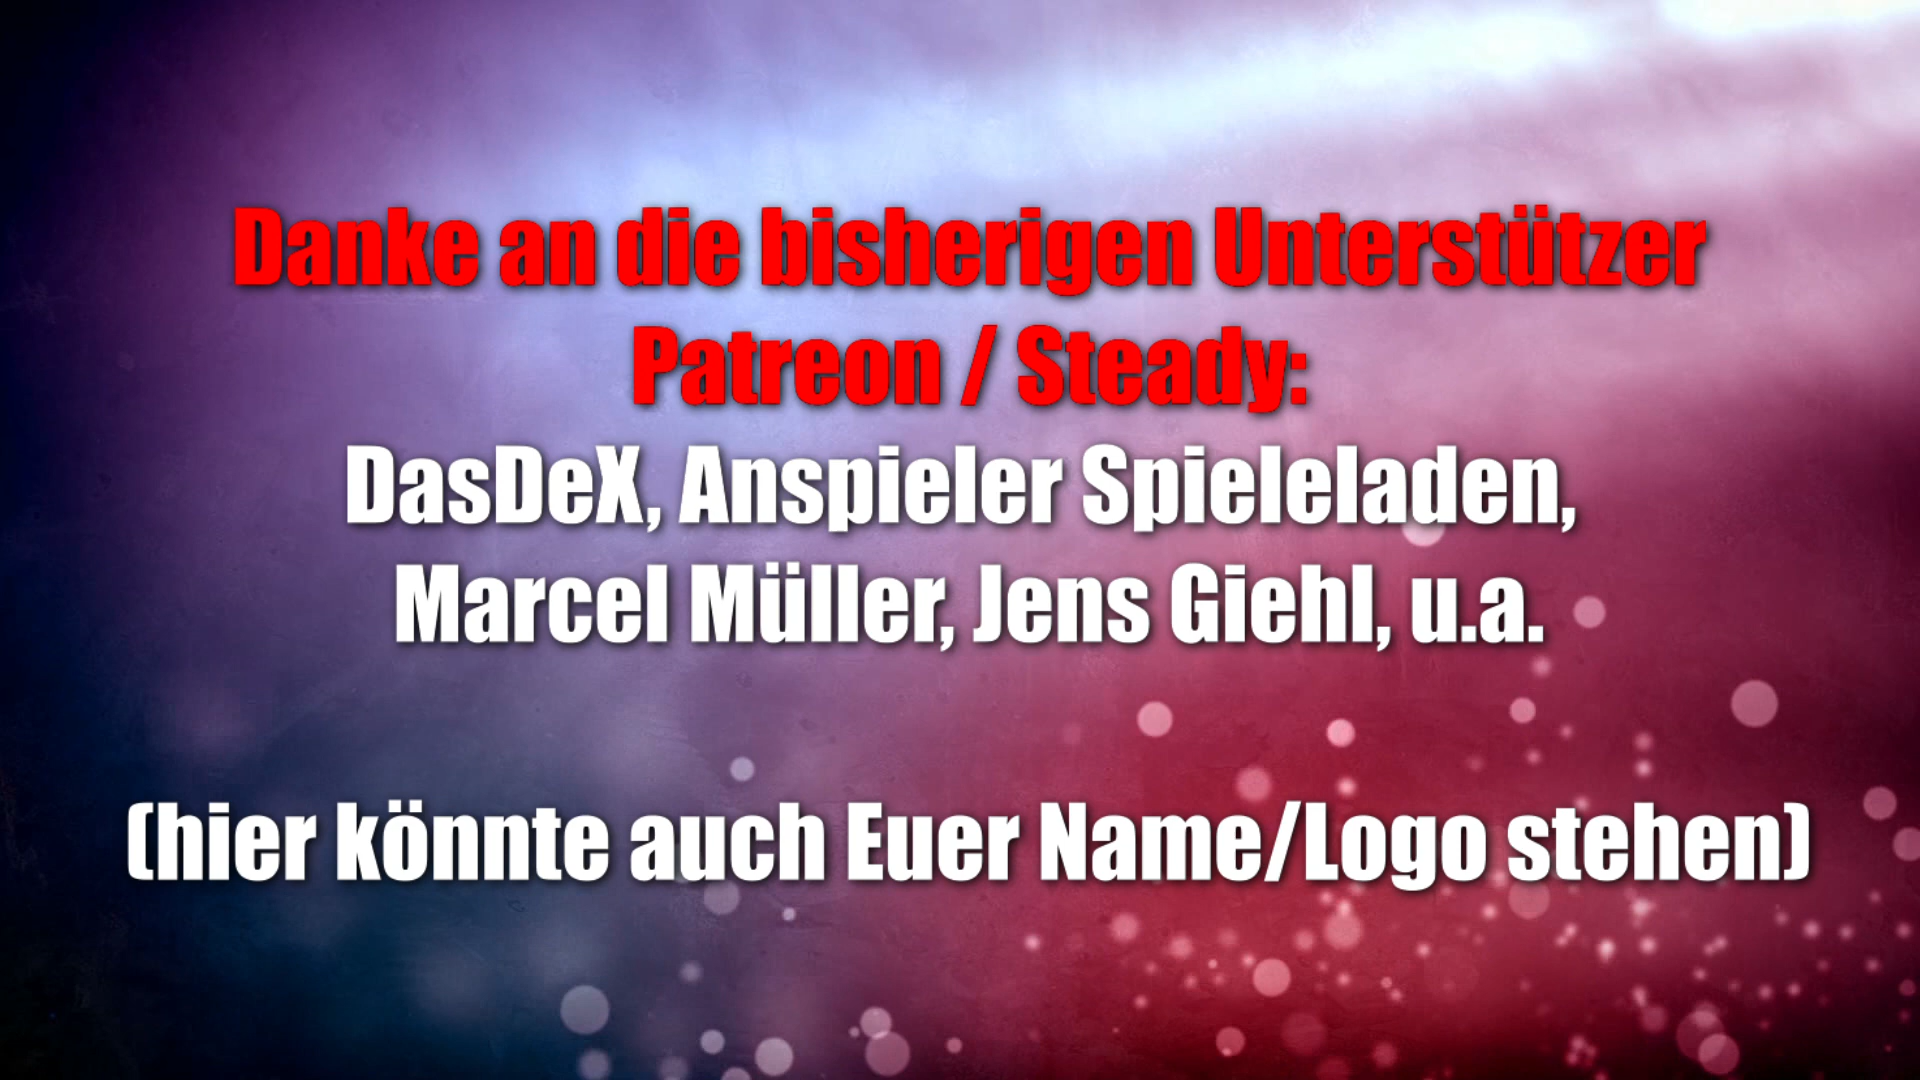 Danke an die bisherigen Unterstützer
Patreon / Steady:
DasDeX, Anspieler Spieleladen,
Marcel Müller, Jens Giehl, u.a.
(hier könnte auch Euer Name/Logo stehen)